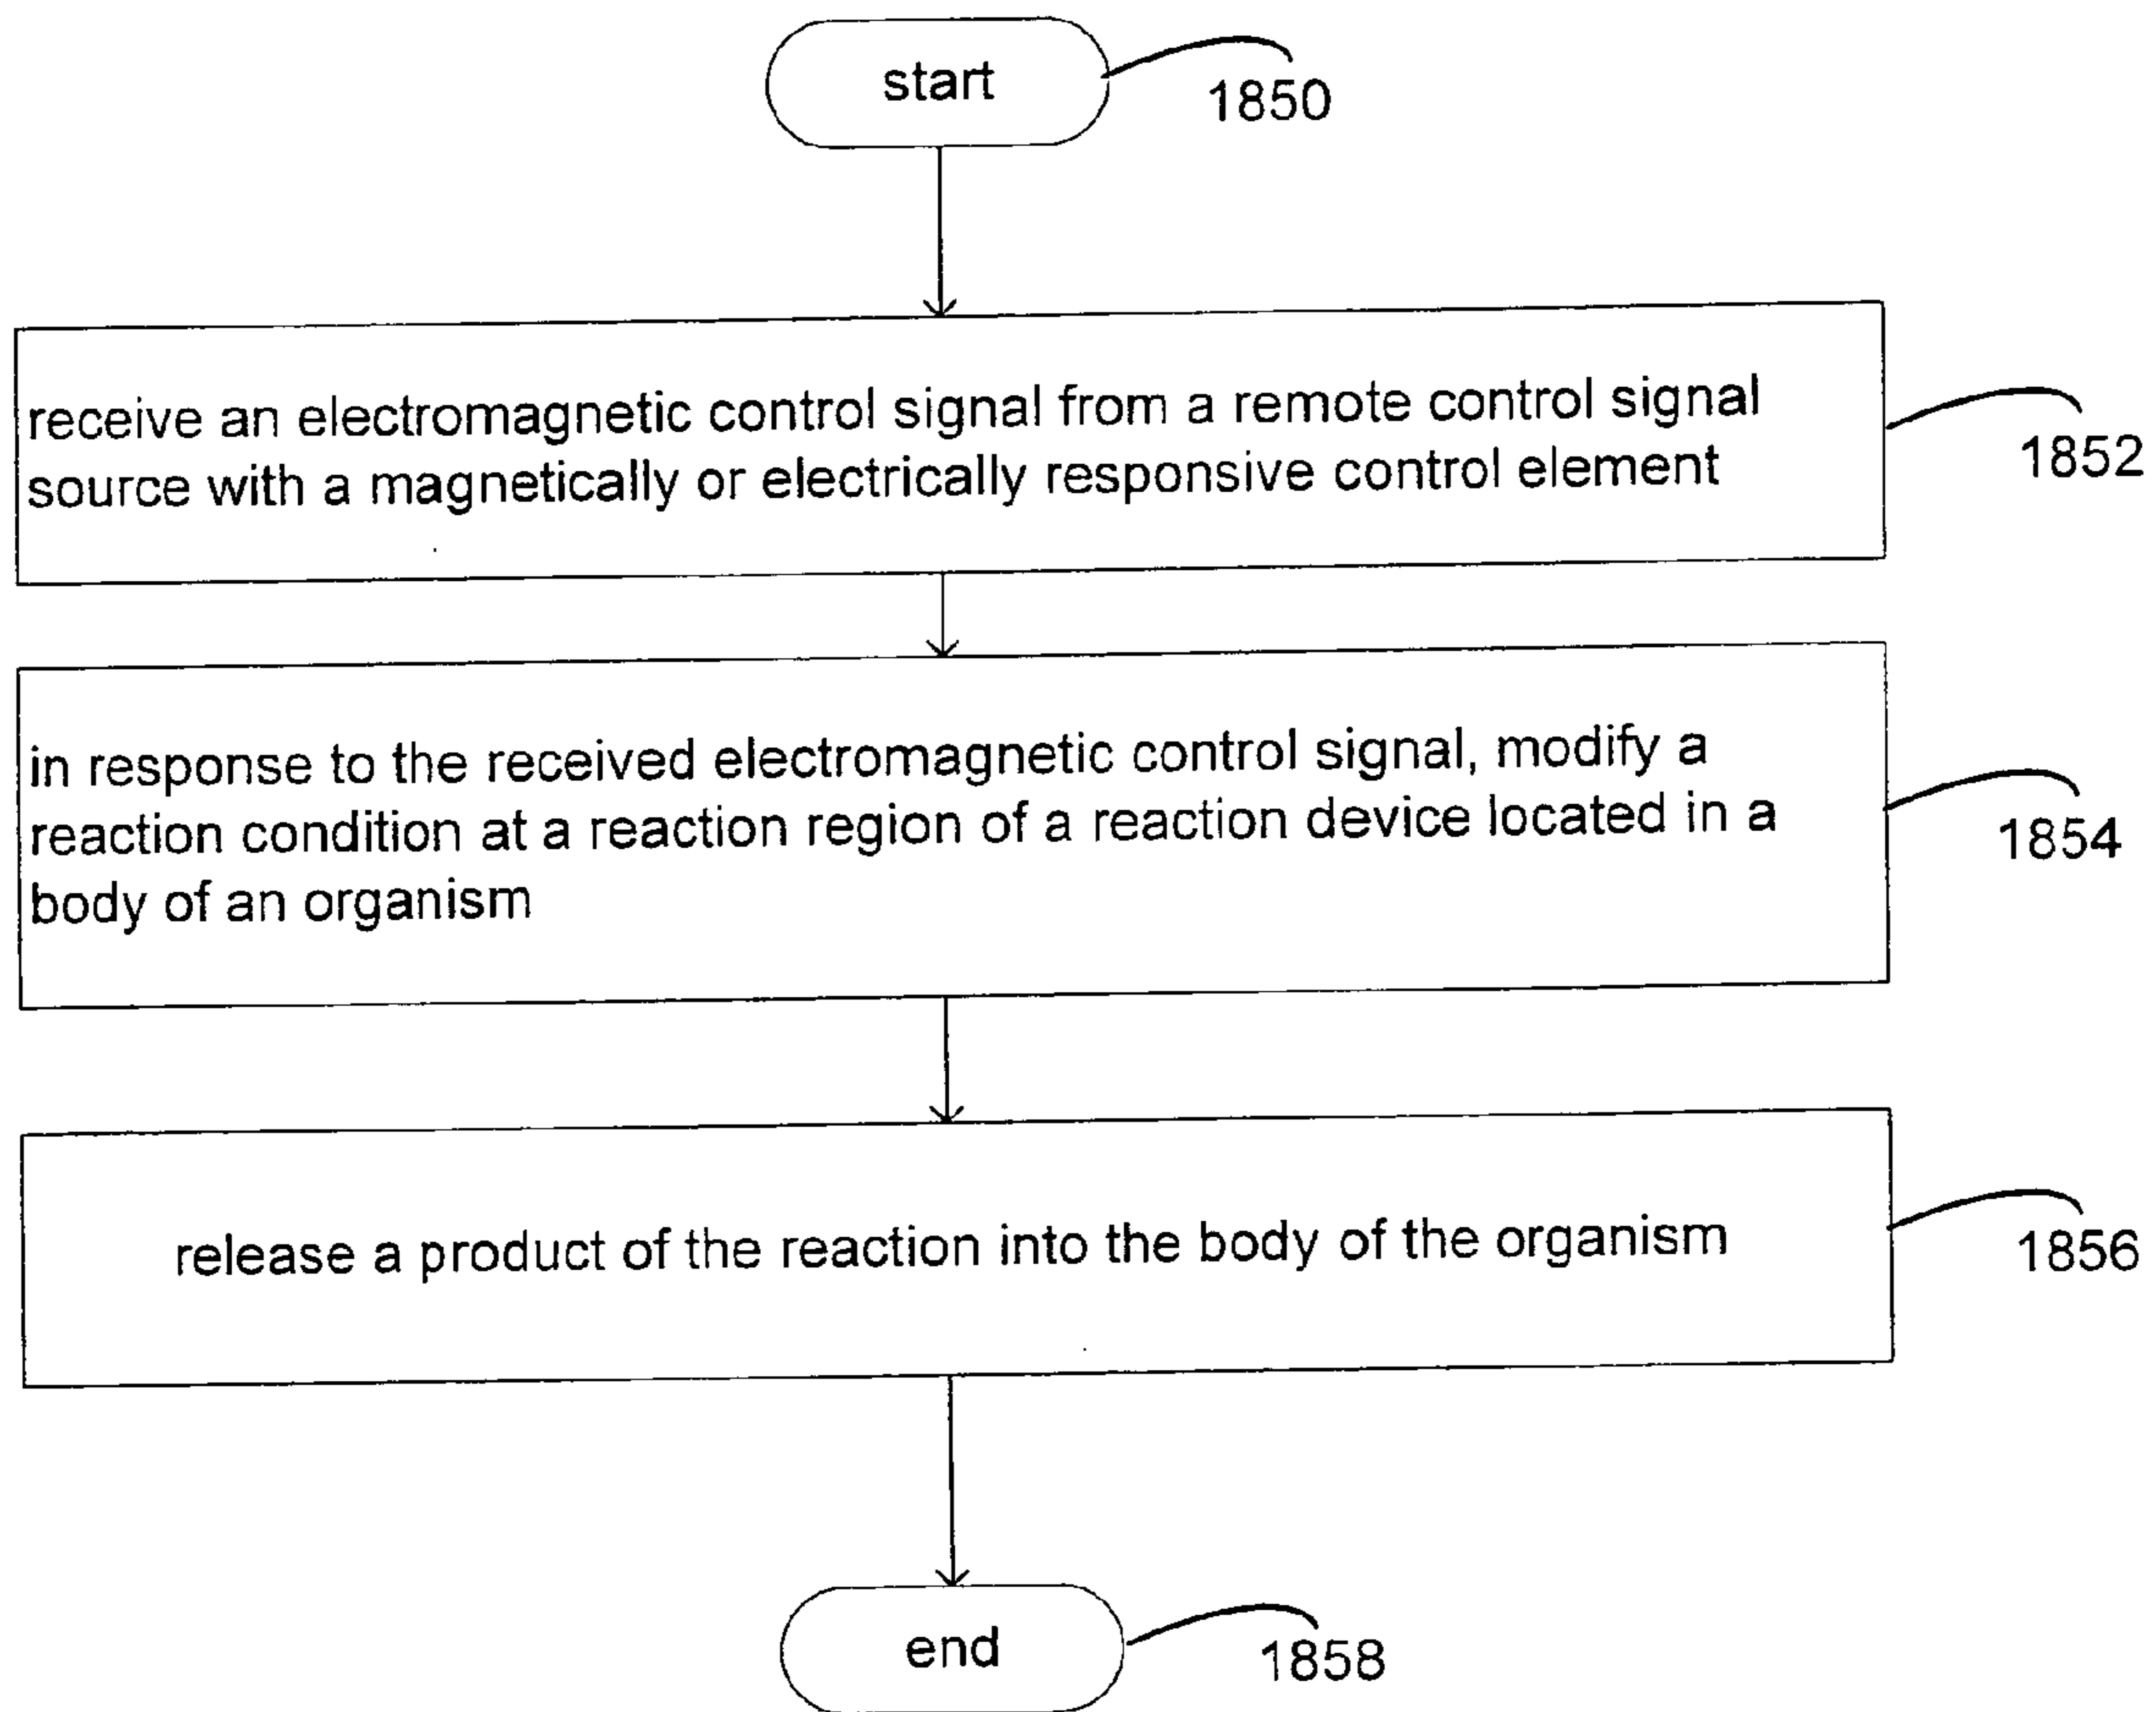 start
1850
receive an electromagnetic control signal from a remote control signal
source with a magnetically or electrically responsive control element
1852
in response to the received electromagnetic control signal, modify a
reaction condition at a reaction region of a reaction device located in a
body of an organism
1854
release a product of the reaction into the body of the organism
1856
end
1858